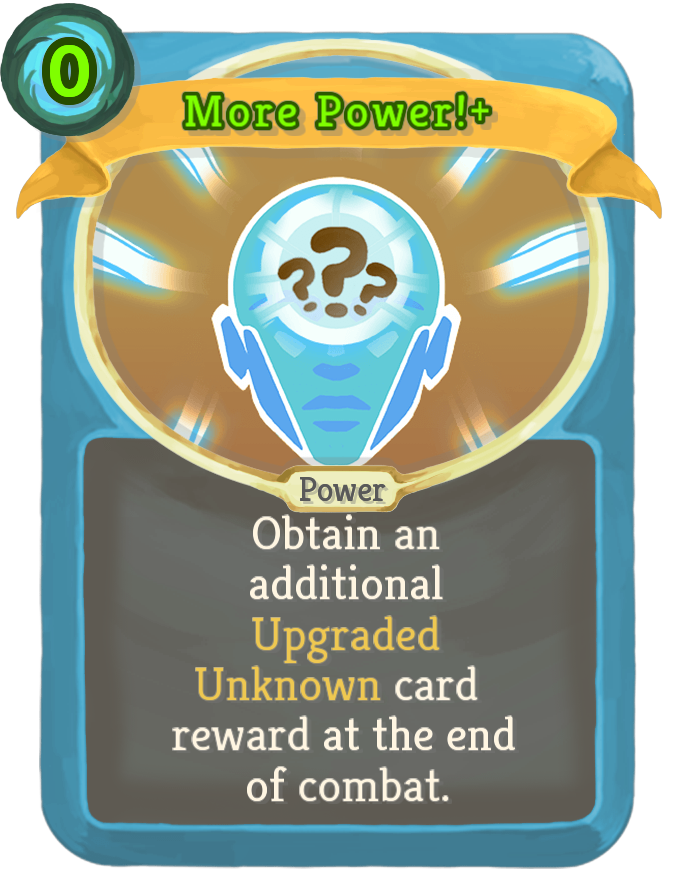 0
More Power!+
???
Power
Obtain an
additional
Upgraded
Unknown card
reward at the end
of combat.